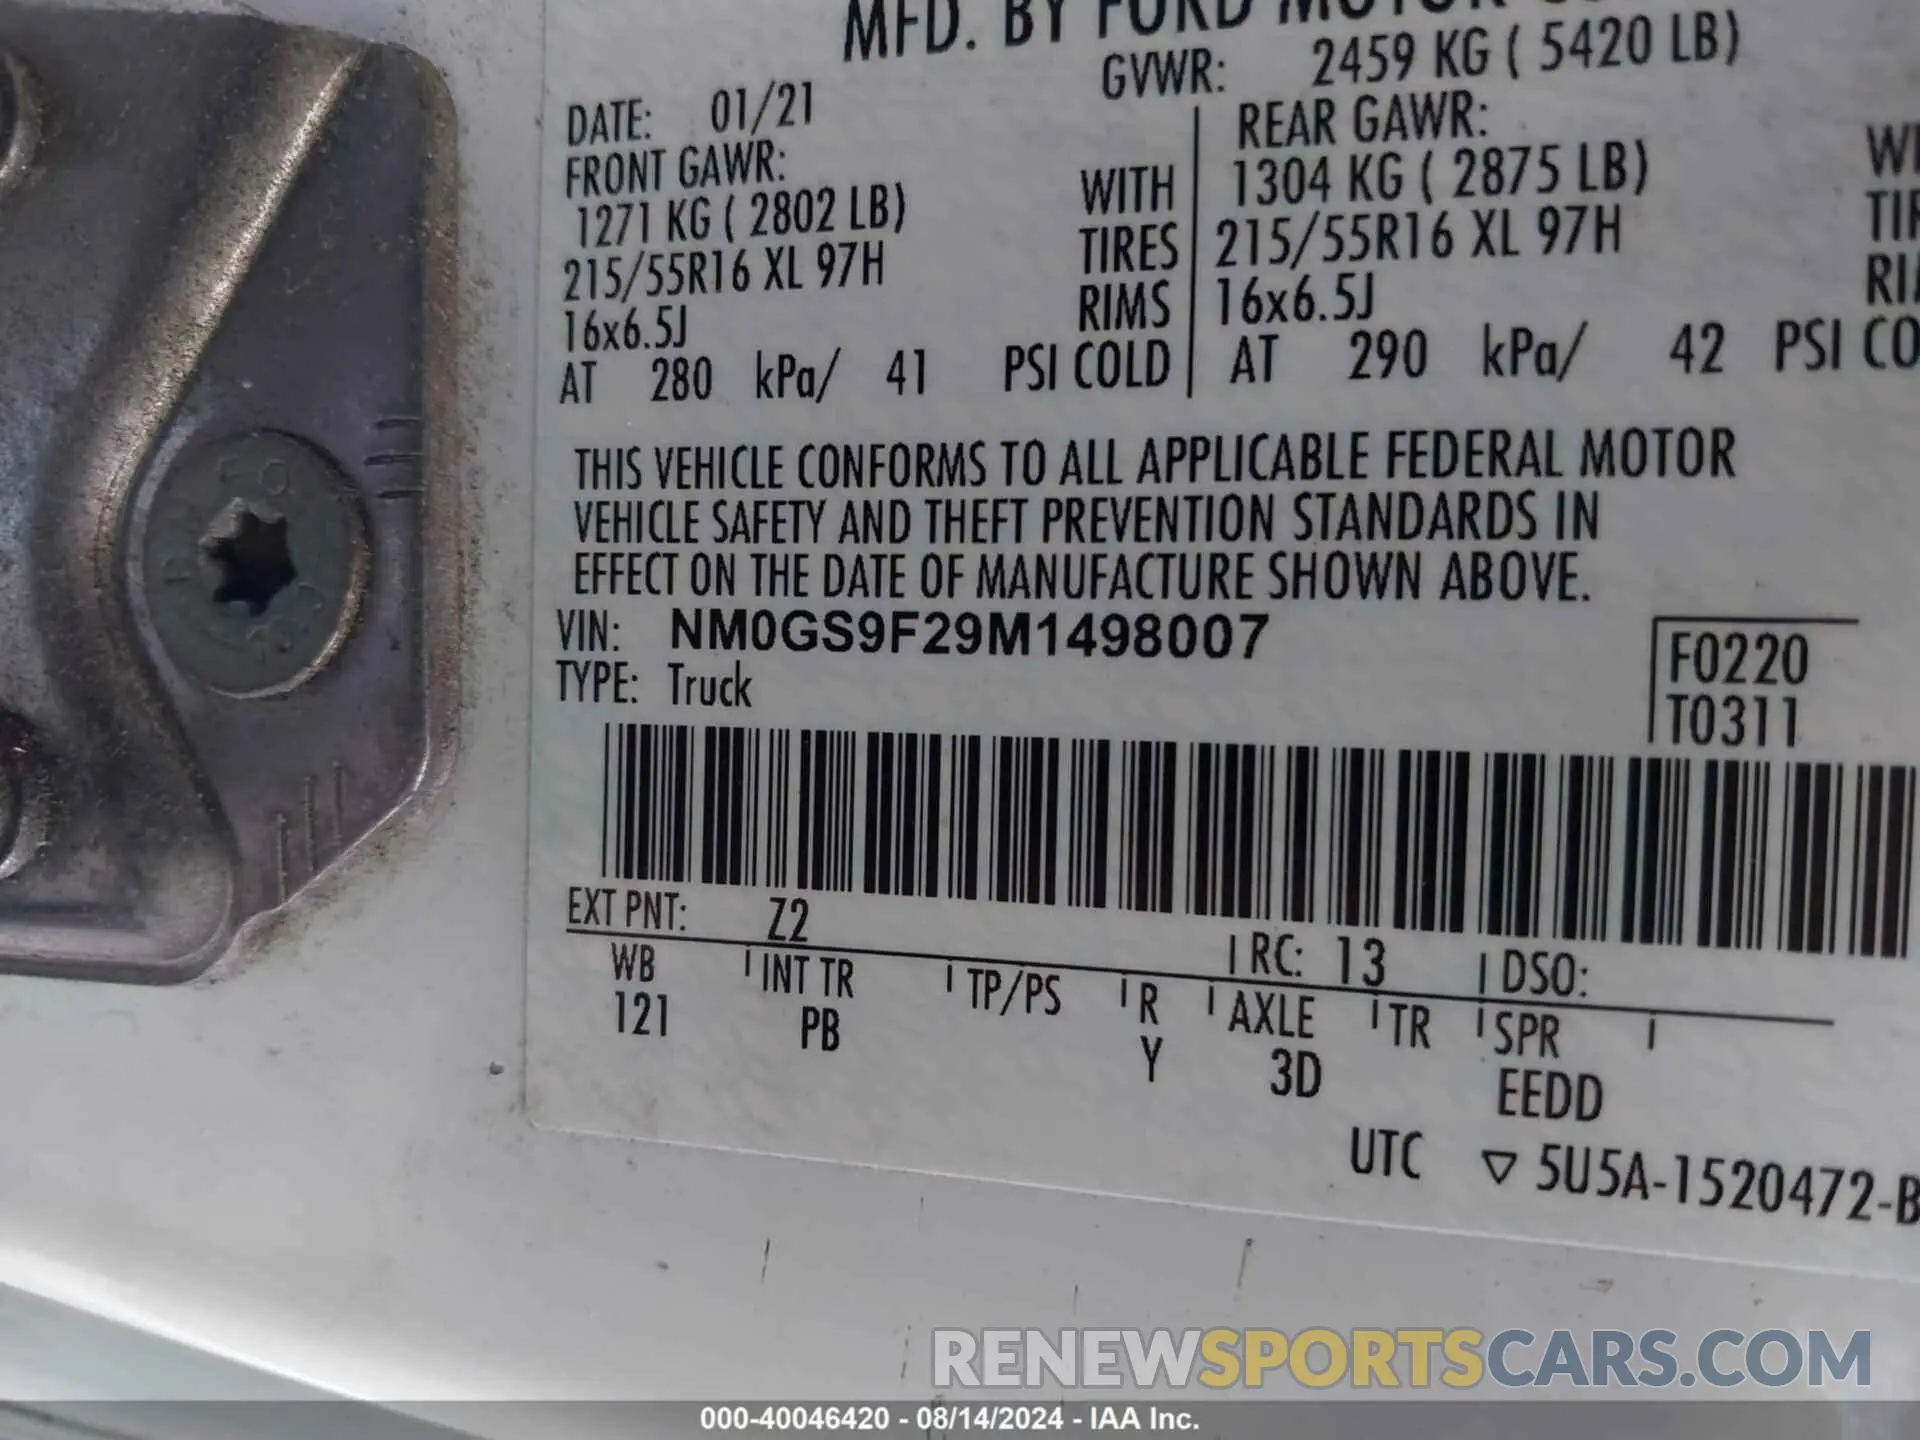 MFD. BY FORD MOTOR
GVWR: 2459 KG ( 5420 LB)
DATE: 01/21
FRONT GAWR:
1271 KG ( 2802 LB)
215/55R16 XL 97H
16x6.5J
AT 280 kPa/ 41 PSI COLD
WITH
TIRES
RIMS
REAR GAWR:
1304 KG ( 2875 LB)
215/55R16 XL 97H
16x6.5J
AT 290 kPa/ 42 PSI CO
THIS VEHICLE CONFORMS TO ALL APPLICABLE FEDERAL MOTOR
VEHICLE SAFETY AND THEFT PREVENTION STANDARDS IN
EFFECT ON THE DATE OF MANUFACTURE SHOWN ABOVE.
VIN: NM0GS9F29M1498007
TYPE: Truck
F0220
T0311
EXT PNT: Z2 RC: 13 DSO:
WB INT TR TP/PS R AXLE TR SPR
121 PB Y 3D EEDD
UTC ▽ 5U5A-1520472-B
RENEWSPORTSCARS.COM
000-40046420 - 08/14/2024 - IAA Inc.